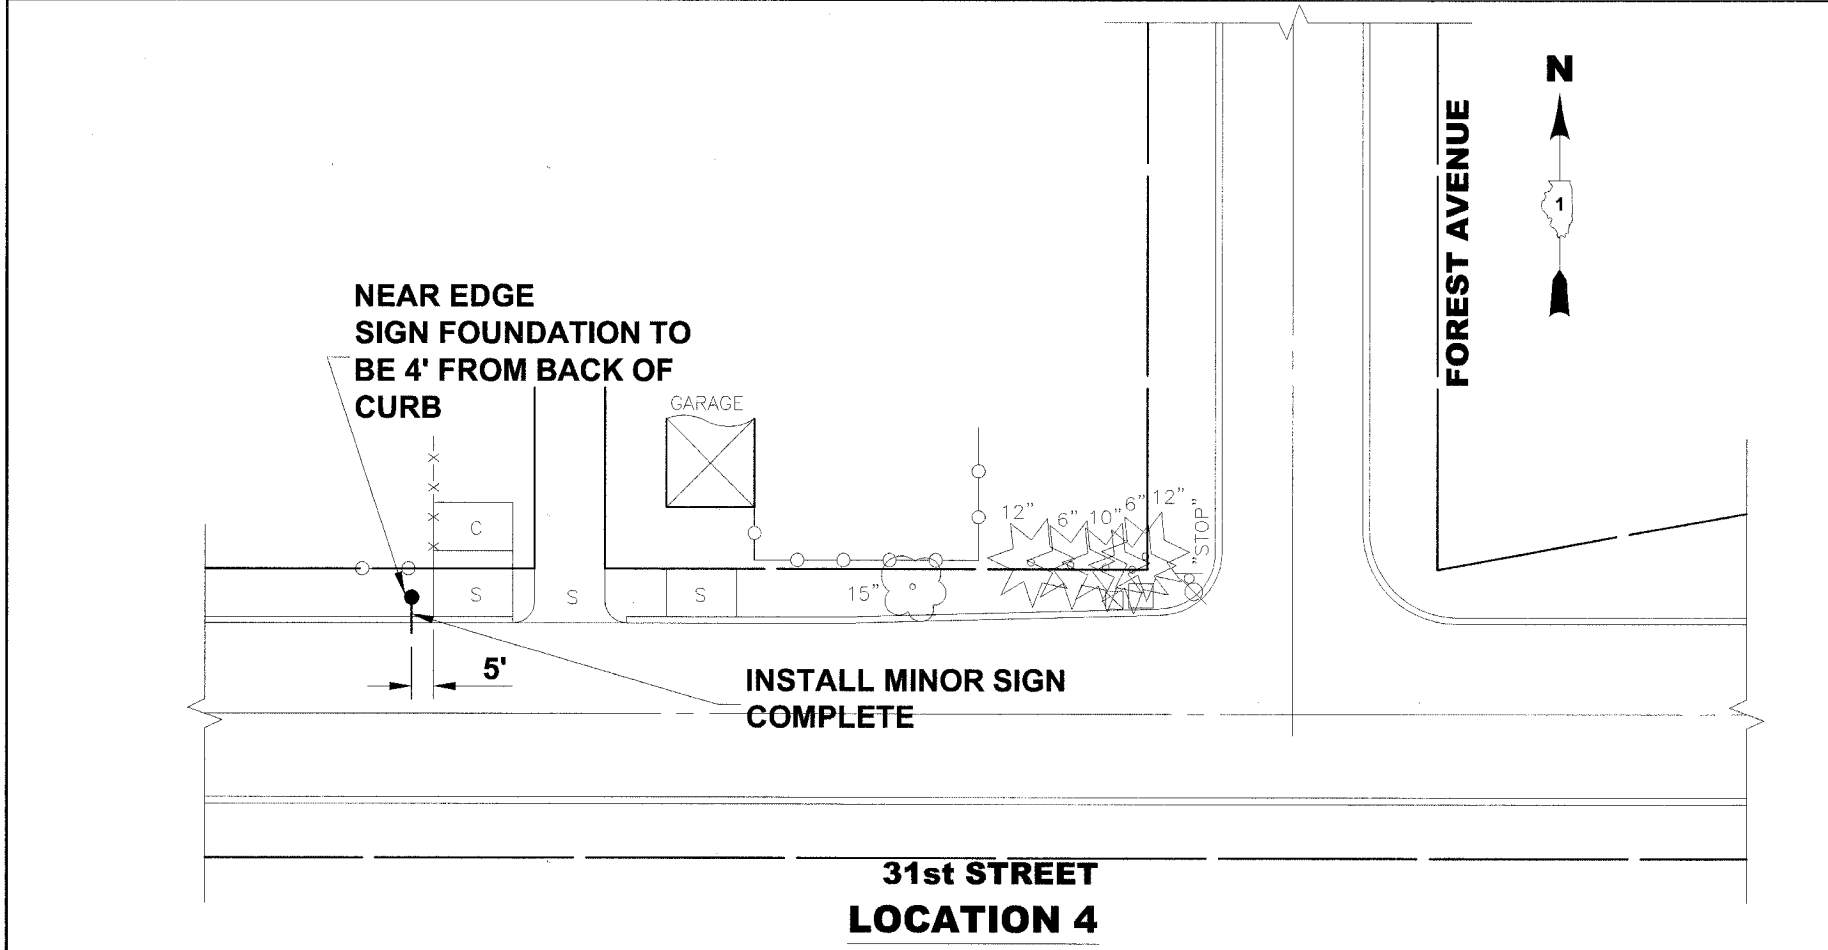 N
FOREST AVENUE
1
NEAR EDGE
SIGN FOUNDATION TO
BE 4' FROM BACK OF
CURB
GARAGE
12"
6"
10"
6"
12"
"STOP"
C
S
S
S
15"
5'
INSTALL MINOR SIGN
COMPLETE
31st STREET
LOCATION 4